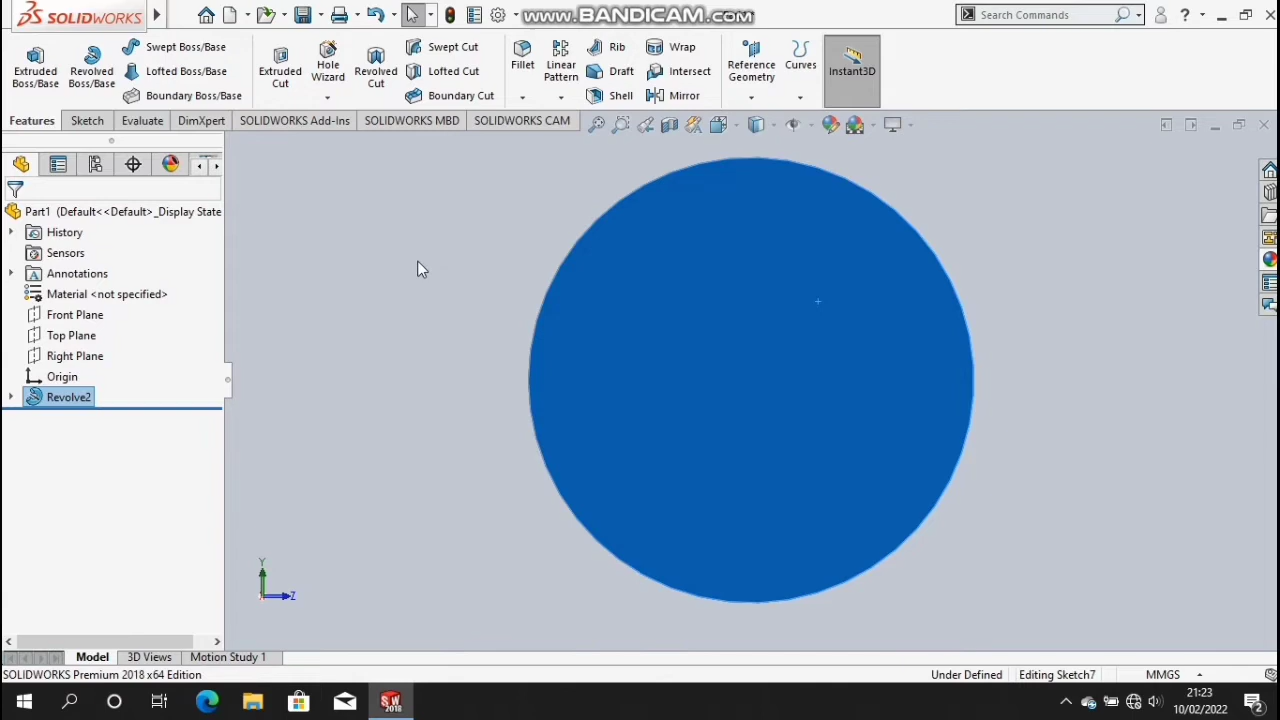 SOLIDWORKS
www.BANDICAM.com
Search Commands
?
Extruded Boss/Base
Revolved Boss/Base
Swept Boss/Base
Lofted Boss/Base
Boundary Boss/Base
Extruded Cut
Hole Wizard
Revolved Cut
Swept Cut
Lofted Cut
Boundary Cut
Fillet
Linear Pattern
Rib
Draft
Shell
Wrap
Intersect
Mirror
Reference Geometry
Curves
Instant3D
Features
Sketch
Evaluate
DimXpert
SOLIDWORKS Add-Ins
SOLIDWORKS MBD
SOLIDWORKS CAM
Part1 (Default<<Default>_Display State
History
Sensors
Annotations
Material <not specified>
Front Plane
Top Plane
Right Plane
Origin
Revolve2
Y
Z
Model
3D Views
Motion Study 1
SOLIDWORKS Premium 2018 x64 Edition
Under Defined
Editing Sketch7
MMGS
SW 2018
21:23
10/02/2022
2